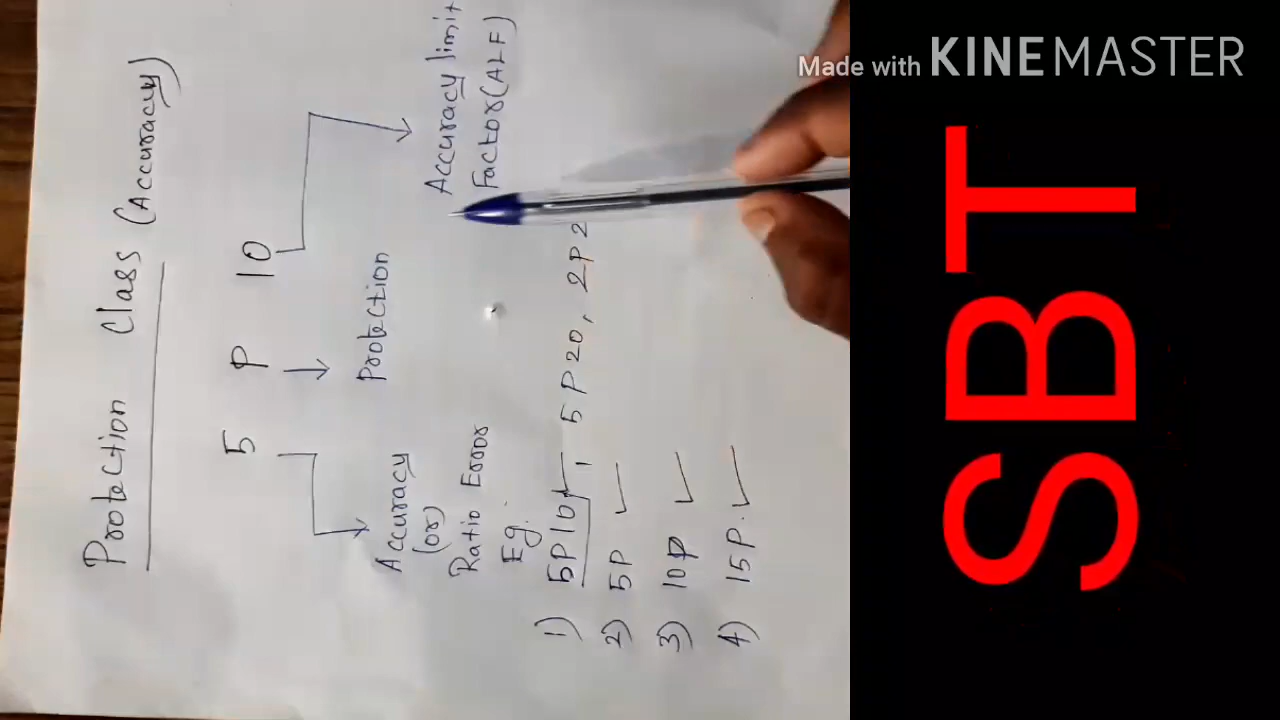 Protection Class (Accuracy)
5 P 10
Accuracy (or) Ratio Error
Protection
Accuracy limit Factor (ALF)
Eg:
1) 5P10, 5P20, 2P2
2) 5P
3) 10P
4) 15P.
Made with KINEMASTER
SBT